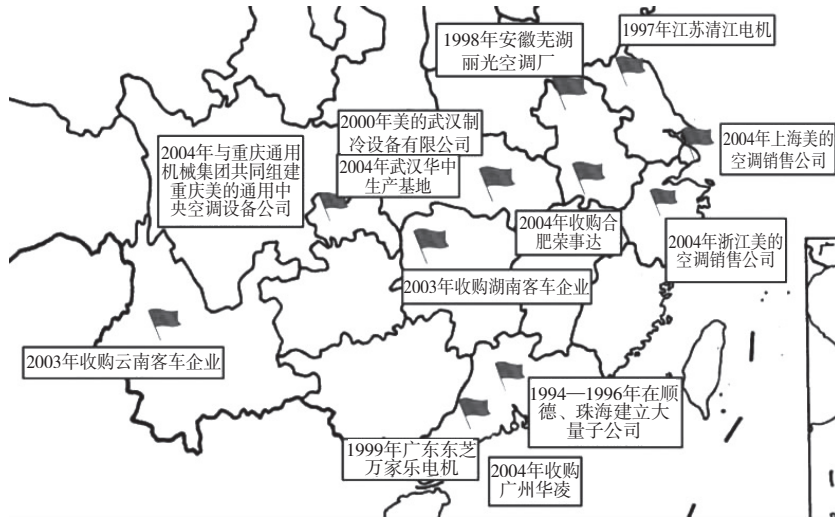 1998年安徽芜湖
丽光空调厂
1997年江苏清江电机
2000年美的武汉制
冷设备有限公司
2004年上海美的
空调销售公司
2004年与重庆通用
机械集团共同组建
重庆美的通用中
央空调设备公司
2004年武汉华中
生产基地
2004年收购合
肥荣事达
2004年浙江美的
空调销售公司
2003年收购湖南客车企业
2003年收购云南客车企业
1994—1996年在顺
德、珠海建立大
量子公司
1999年广东东芝
万家乐电机
2004年收购
广州华凌